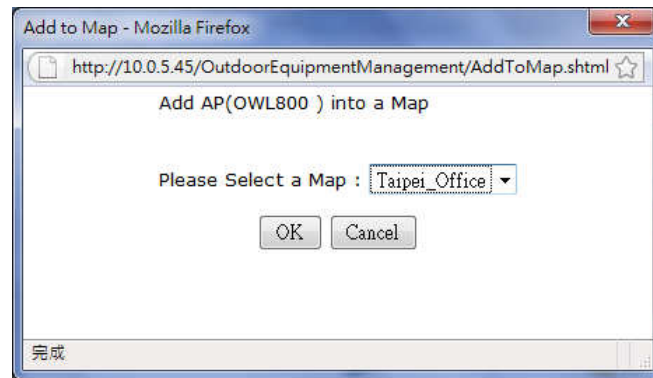 Add to Map - Mozilla Firefox
http://10.0.5.45/OutdoorEquipmentManagement/AddToMap.shtml
Add AP(OWL800 ) into a Map
Please Select a Map : Taipei_Office
OK Cancel
完成